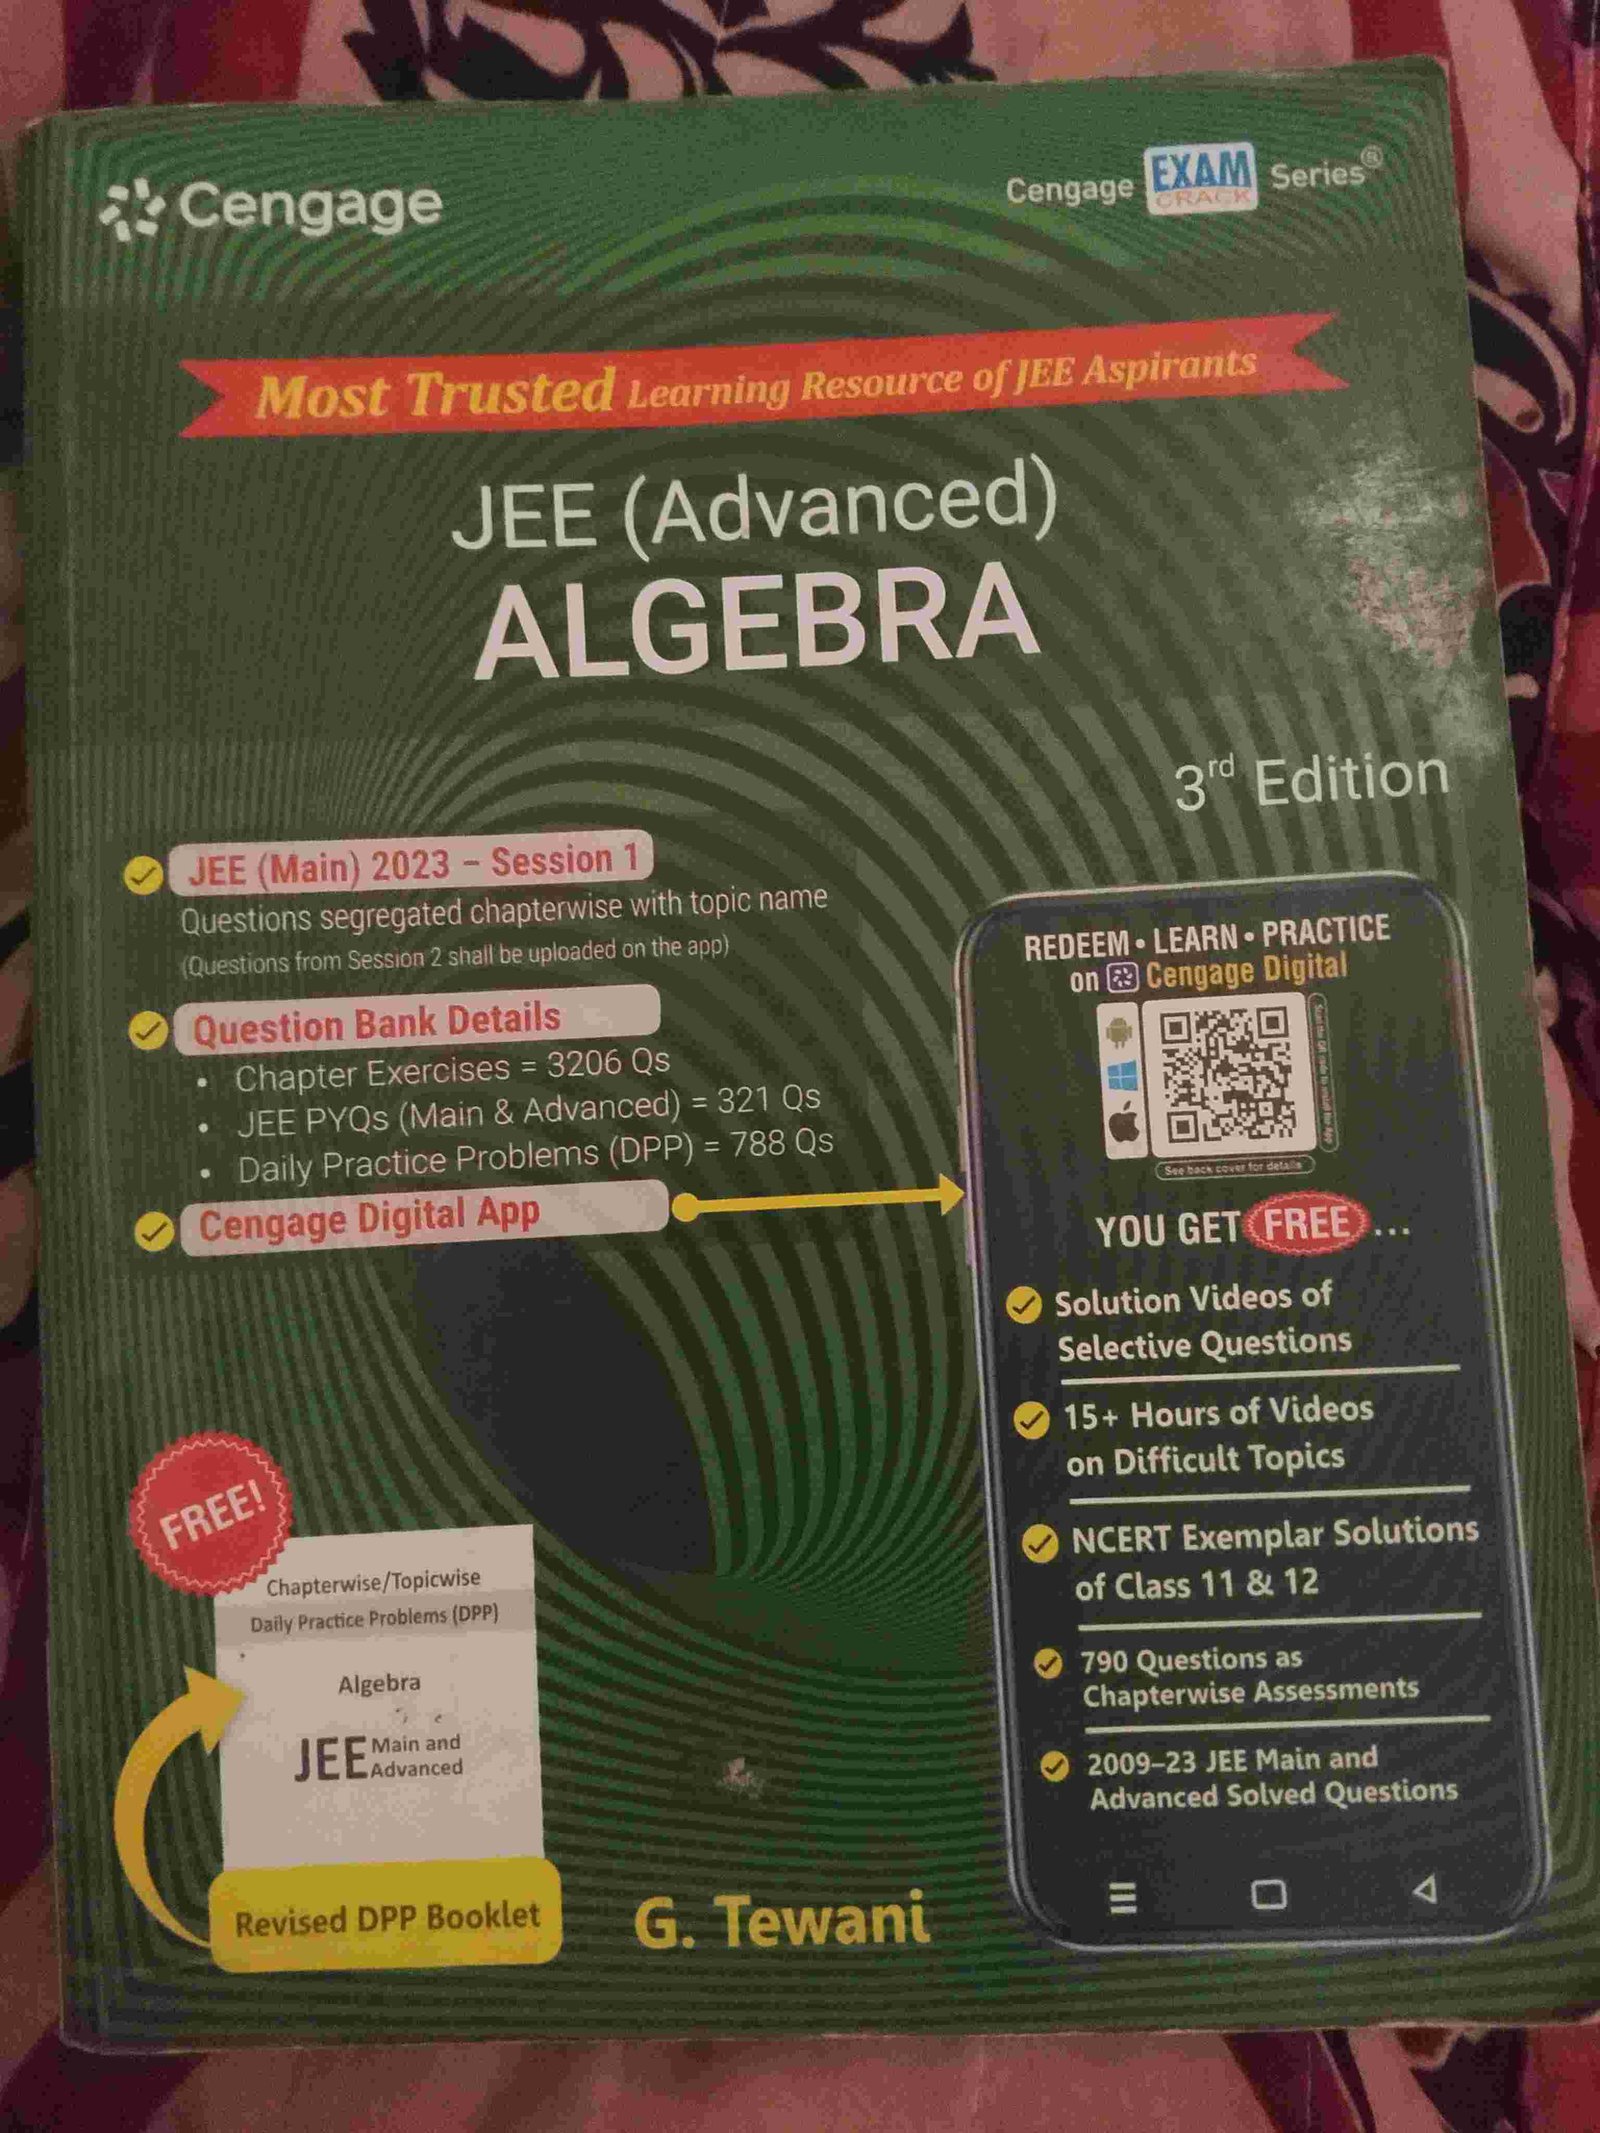 Cengage
Cengage EXAM CRACK Series®
Most Trusted Learning Resource of JEE Aspirants
JEE (Advanced)
ALGEBRA
3rd Edition
JEE (Main) 2023 – Session 1
Questions segregated chapterwise with topic name
(Questions from Session 2 shall be uploaded on the app)
Question Bank Details
• Chapter Exercises = 3206 Qs
• JEE PYQs (Main & Advanced) = 321 Qs
• Daily Practice Problems (DPP) = 788 Qs
Cengage Digital App
REDEEM • LEARN • PRACTICE
on Cengage Digital
See back cover for details
YOU GET FREE ...
Solution Videos of
Selective Questions
15+ Hours of Videos
on Difficult Topics
NCERT Exemplar Solutions
of Class 11 & 12
790 Questions as
Chapterwise Assessments
2009–23 JEE Main and
Advanced Solved Questions
FREE!
Chapterwise/Topicwise
Daily Practice Problems (DPP)
Algebra
JEE Main and
Advanced
Revised DPP Booklet
G. Tewani